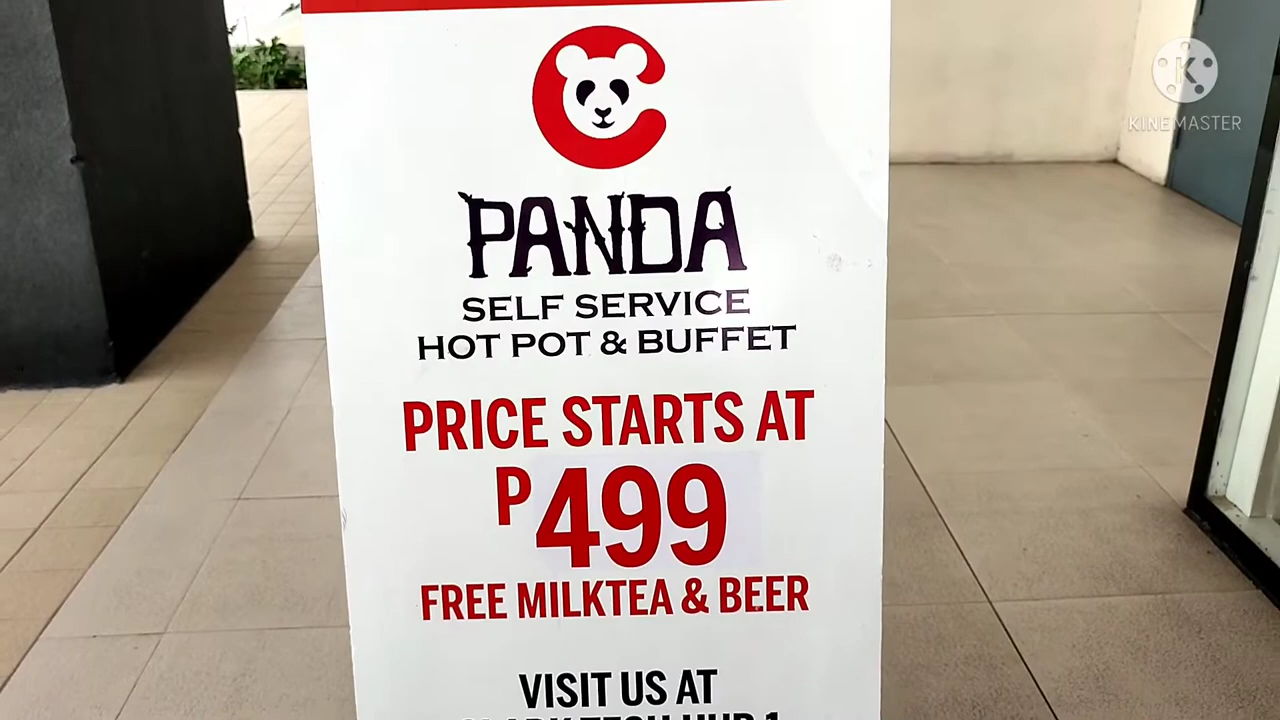 PANDA
SELF SERVICE
HOT POT & BUFFET
PRICE STARTS AT
P499
FREE MILKTEA & BEER
VISIT US AT
KINEMASTER